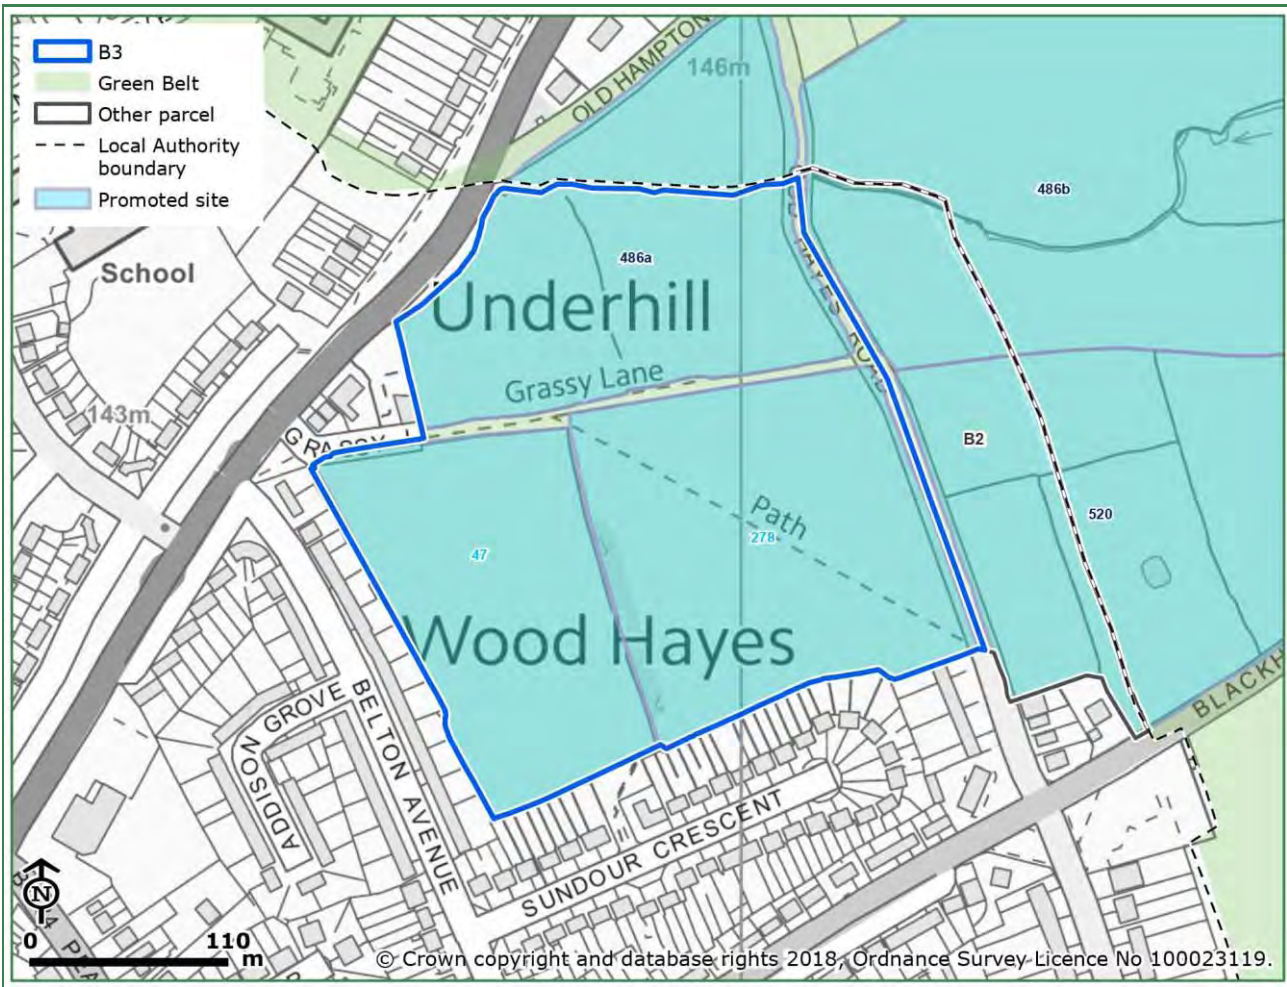 B3
Green Belt
Other parcel
Local Authority
boundary
Promoted site
OLD HAMPTON
146m
486b
486a
School
Underhill
HAYES ROAD
Grassy Lane
143m
GRASSY L
B2
520
Path
278
47
Wood Hayes
BLACKH
ADDISON GROVE
BELTON AVENUE
SUNDOUR CRESCENT
N
0 110
m
© Crown copyright and database rights 2018, Ordnance Survey Licence No 100023119.